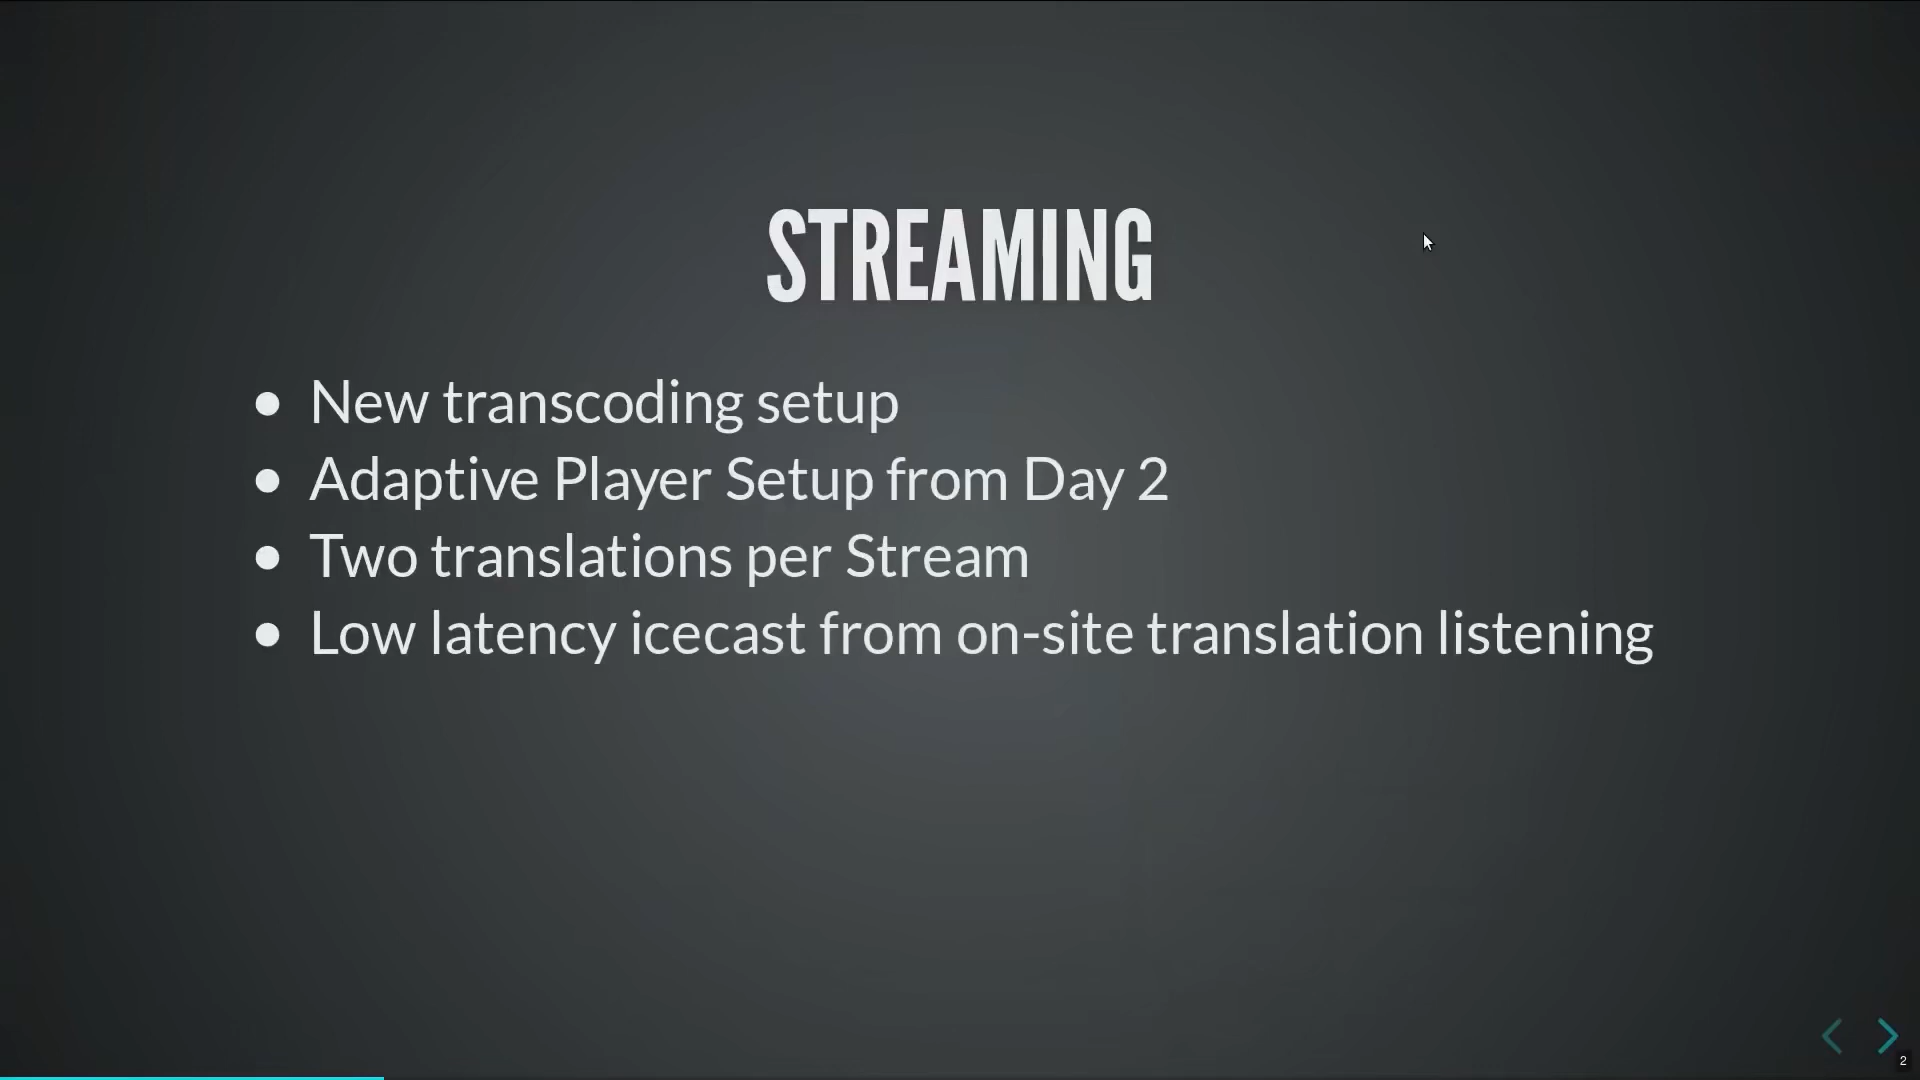 STREAMING
• New transcoding setup
• Adaptive Player Setup from Day 2
• Two translations per Stream
• Low latency icecast from on-site translation listening
2